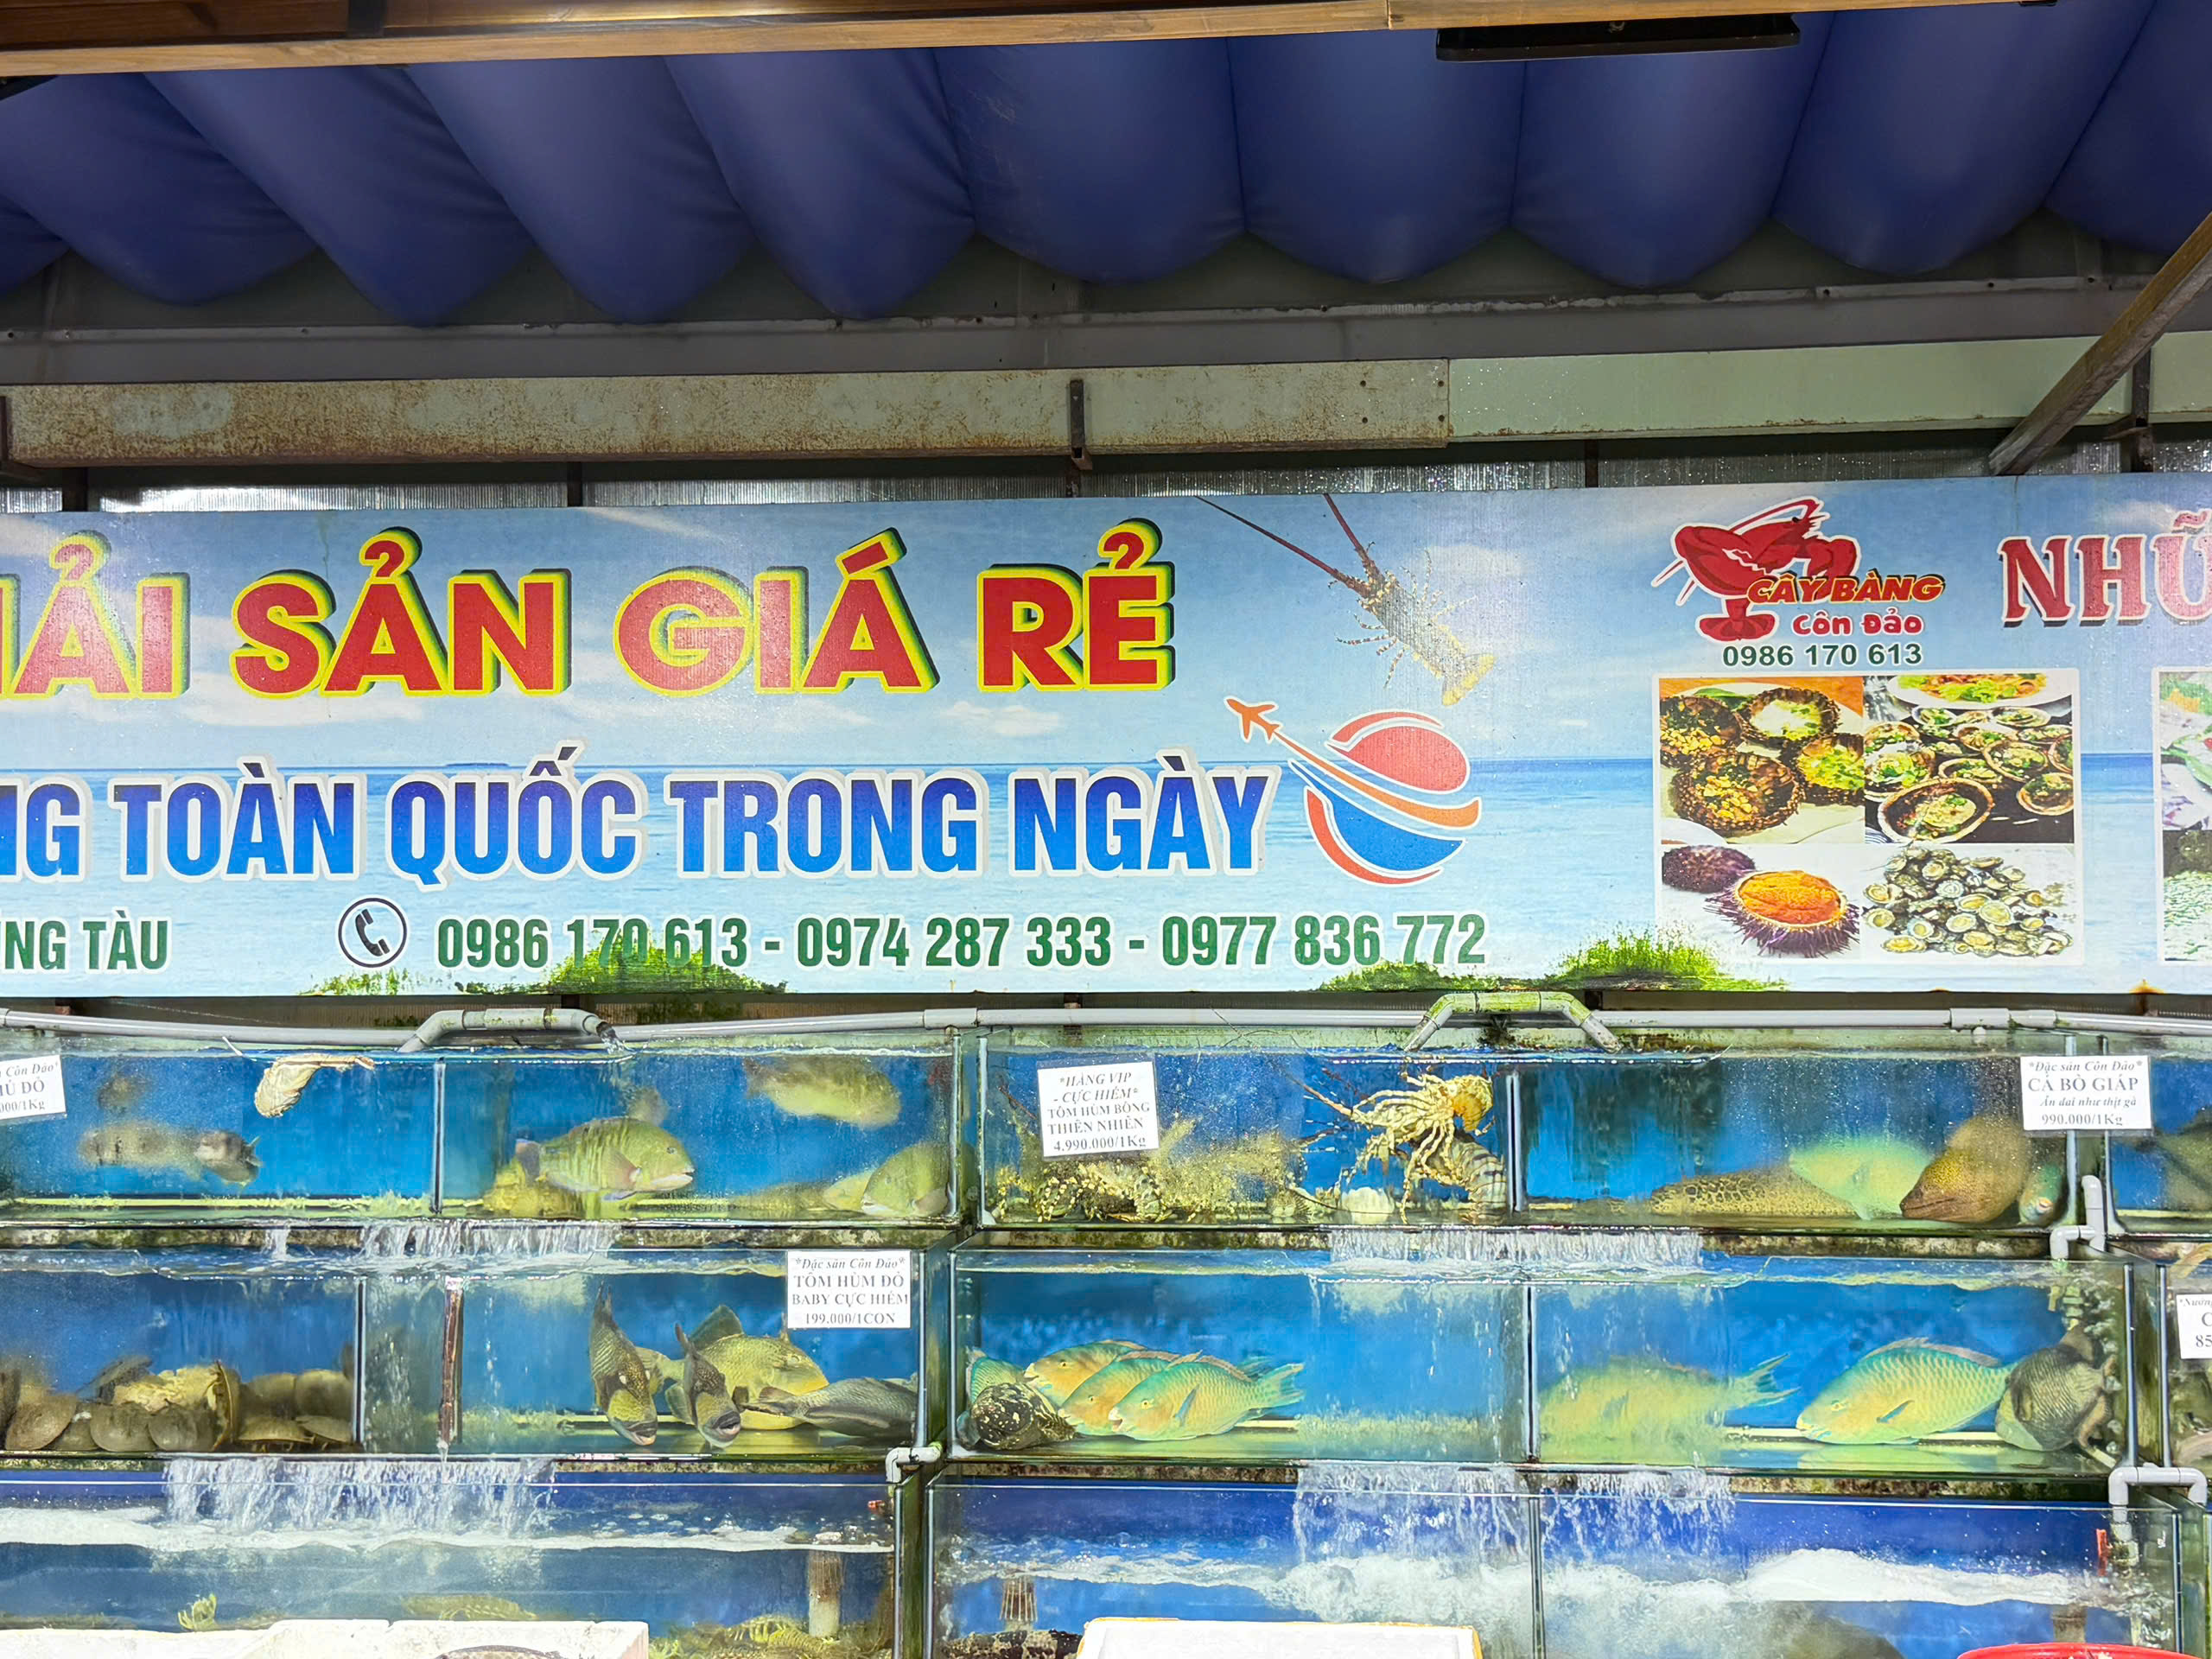 ẢI SẢN GIÁ RẺ
NG TOÀN QUỐC TRONG NGÀY
NG TÀU
0986 170 613 - 0974 287 333 - 0977 836 772
CÂY BÀNG
Côn Đảo
0986 170 613
NHỮ
Côn Đảo*
Ủ ĐỎ
000/1Kg
*HÀNG VIP
- CỰC HIẾM*
TÔM HÙM BÔNG
THIÊN NHIÊN
4.990.000/1Kg
*Đặc sản Côn Đảo*
CÁ BÒ GIÁP
Ăn dai như thịt gà
990.000/1Kg
*Đặc sản Côn Đảo*
TÔM HÙM ĐỎ
BABY CỰC HIẾM
199.000/1CON
*Nướng
C
85